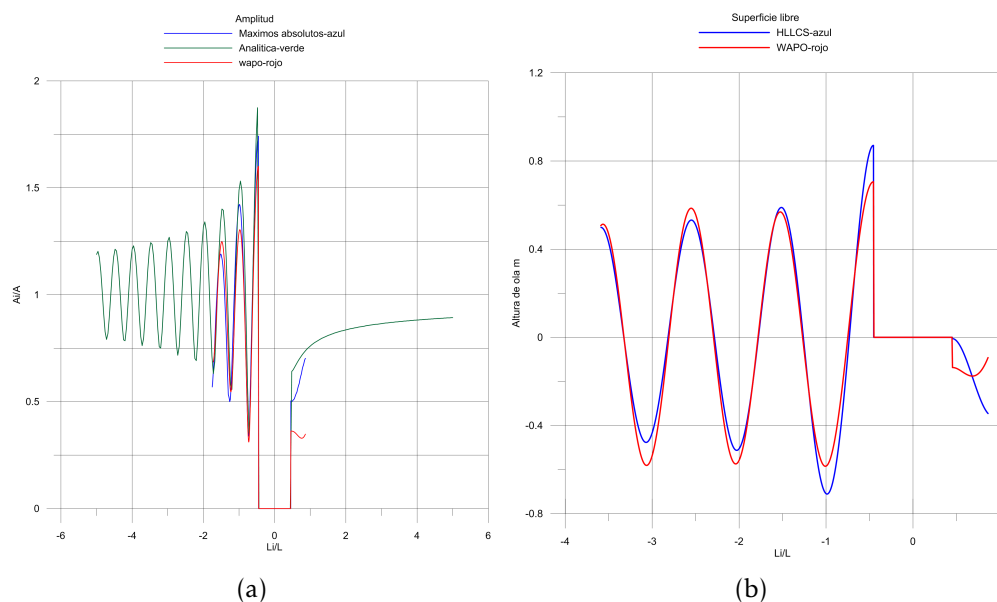 Amplitud
Maximos absolutos-azul
Analitica-verde
wapo-rojo
2
1.5
1
0.5
0
Ai/A
-6
-4
-2
0
2
4
6
Li/L
(a)
Superficie libre
HLLCS-azul
WAPO-rojo
1.2
0.8
0.4
0
-0.4
-0.8
Altura de ola m
-4
-3
-2
-1
0
Li/L
(b)